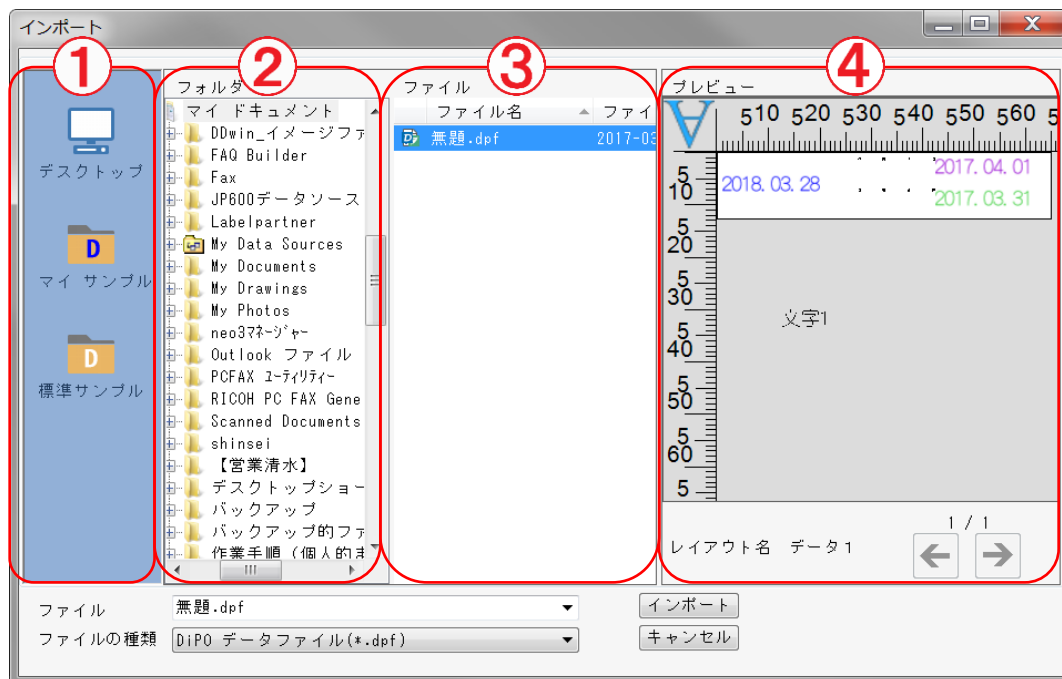 インポート
1
2
3
4
デスクトップ
D
マイ サンプル
D
標準サンプル
フォルダ
マイ ドキュメント
DDwin_イメージファ
FAQ Builder
Fax
JP600データソース
Labelpartner
My Data Sources
My Documents
My Drawings
My Photos
neo3ﾏﾈｰｼﾞｬｰ
Outlook ファイル
PCFAX ﾕｰﾃｨﾘﾃｨｰ
RICOH PC FAX Gene
Scanned Documents
shinsei
【営業清水】
デスクトップショー
バックアップ
バックアップ的ファ
作業手順（個人的ま
ファイル
ファイル名 ファイ
無題.dpf 2017-03
プレビュー
A
510 520 530 540 550 560 5
5
10
5
20
5
30
5
40
5
50
5
60
5
2018. 03. 28
2017. 04. 01
2017. 03. 31
文字1
1 / 1
レイアウト名 データ1
ファイル 無題.dpf インポート
ファイルの種類 DiPO データファイル(*.dpf) キャンセル